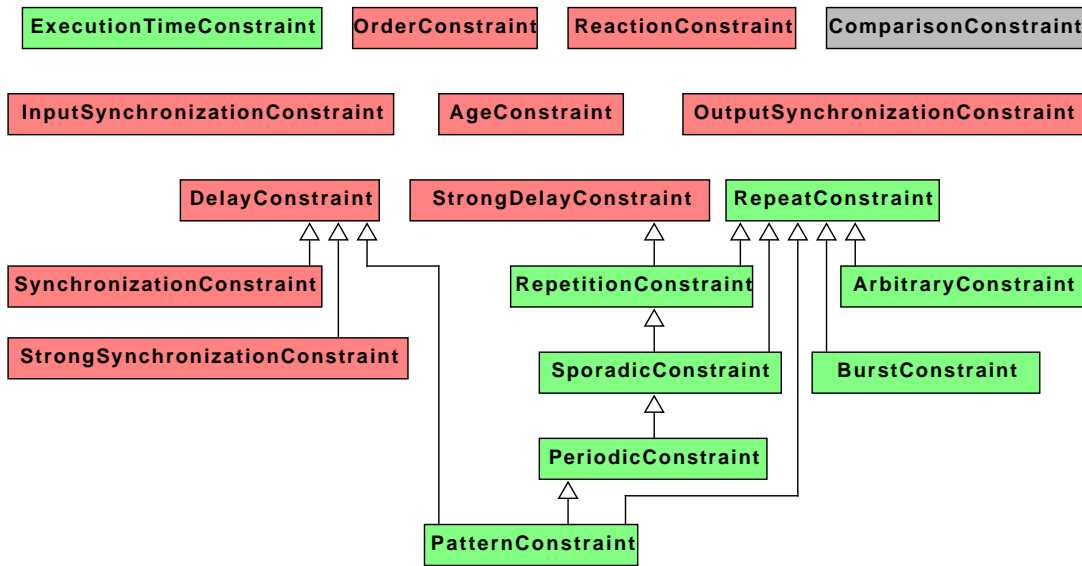 ExecutionTimeConstraint
OrderConstraint
ReactionConstraint
ComparisonConstraint
InputSynchronizationConstraint
AgeConstraint
OutputSynchronizationConstraint
DelayConstraint
StrongDelayConstraint
RepeatConstraint
SynchronizationConstraint
RepetitionConstraint
ArbitraryConstraint
StrongSynchronizationConstraint
SporadicConstraint
BurstConstraint
PeriodicConstraint
PatternConstraint